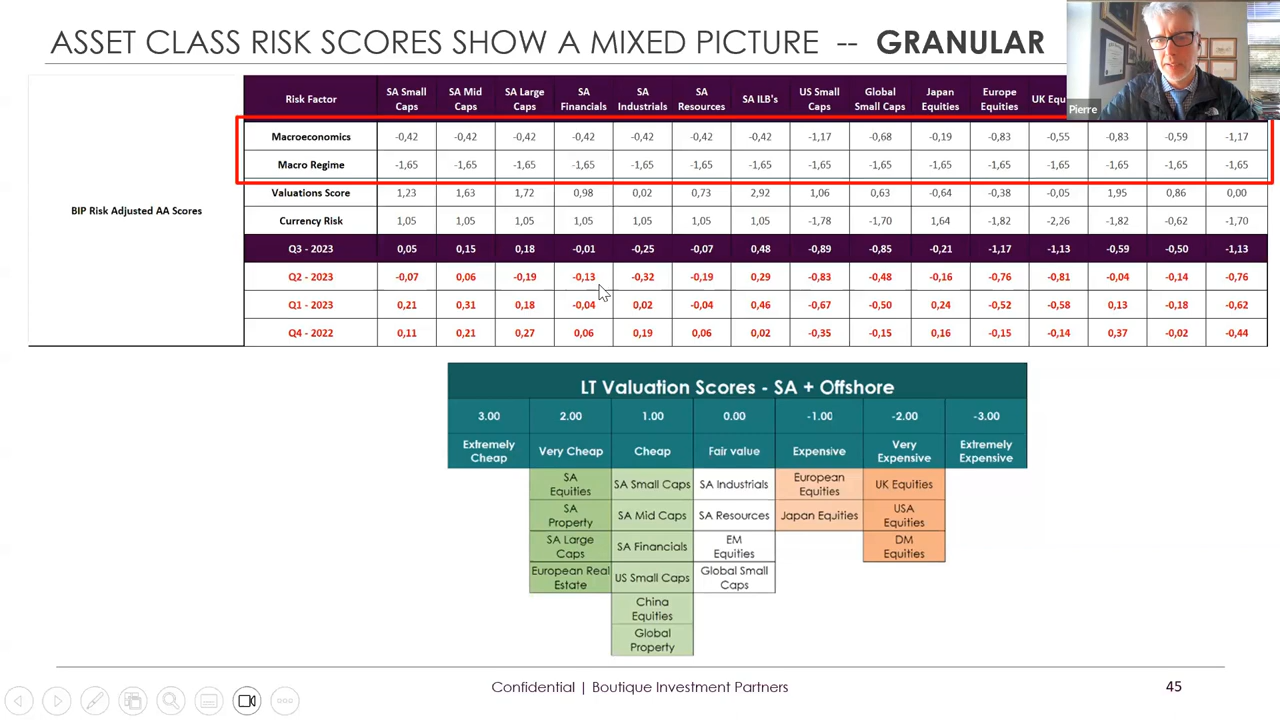 ASSET CLASS RISK SCORES SHOW A MIXED PICTURE -- GRANULAR
Pierre
Risk Factor SA Small Caps SA Mid Caps SA Large Caps SA Financials SA Industrials SA Resources SA ILB's US Small Caps Global Small Caps Japan Equities Europe Equities UK
BIP Risk Adjusted AA Scores
Macroeconomics -0,42 -0,42 -0,42 -0,42 -0,42 -0,42 -0,42 -1,17 -0,68 -0,19 -0,83 -0,55 -0,83 -0,59 -1,17
Macro Regime -1,65 -1,65 -1,65 -1,65 -1,65 -1,65 -1,65 -1,65 -1,65 -1,65 -1,65 -1,65 -1,65 -1,65 -1,65
Valuations Score 1,23 1,63 1,72 0,98 0,02 0,73 2,92 1,06 0,63 -0,64 -0,38 -0,05 1,95 0,86 0,00
Currency Risk 1,05 1,05 1,05 1,05 1,05 1,05 1,05 -1,78 -1,70 1,64 -1,82 -2,26 -1,82 -0,62 -1,70
Q3 - 2023 0,05 0,15 0,18 -0,01 -0,25 -0,07 0,48 -0,89 -0,85 -0,21 -1,17 -1,13 -0,59 -0,50 -1,13
Q2 - 2023 -0,07 0,06 -0,19 -0,13 -0,32 -0,19 0,29 -0,83 -0,48 -0,16 -0,76 -0,81 -0,04 -0,14 -0,76
Q1 - 2023 0,21 0,31 0,18 -0,04 0,02 -0,04 0,46 -0,67 -0,50 0,24 -0,52 -0,58 0,13 -0,18 -0,62
Q4 - 2022 0,11 0,21 0,27 0,06 0,19 0,06 0,02 -0,35 -0,15 0,16 -0,15 -0,14 0,37 -0,02 -0,44
LT Valuation Scores - SA + Offshore
3.00 2.00 1.00 0.00 -1.00 -2.00 -3.00
Extremely Cheap Very Cheap Cheap Fair value Expensive Very Expensive Extremely Expensive
SA Equities SA Small Caps SA Industrials European Equities UK Equities
SA Property SA Mid Caps SA Resources Japan Equities USA Equities
SA Large Caps SA Financials EM Equities DM Equities
European Real Estate US Small Caps Global Small Caps
China Equities
Global Property
Confidential | Boutique Investment Partners
45